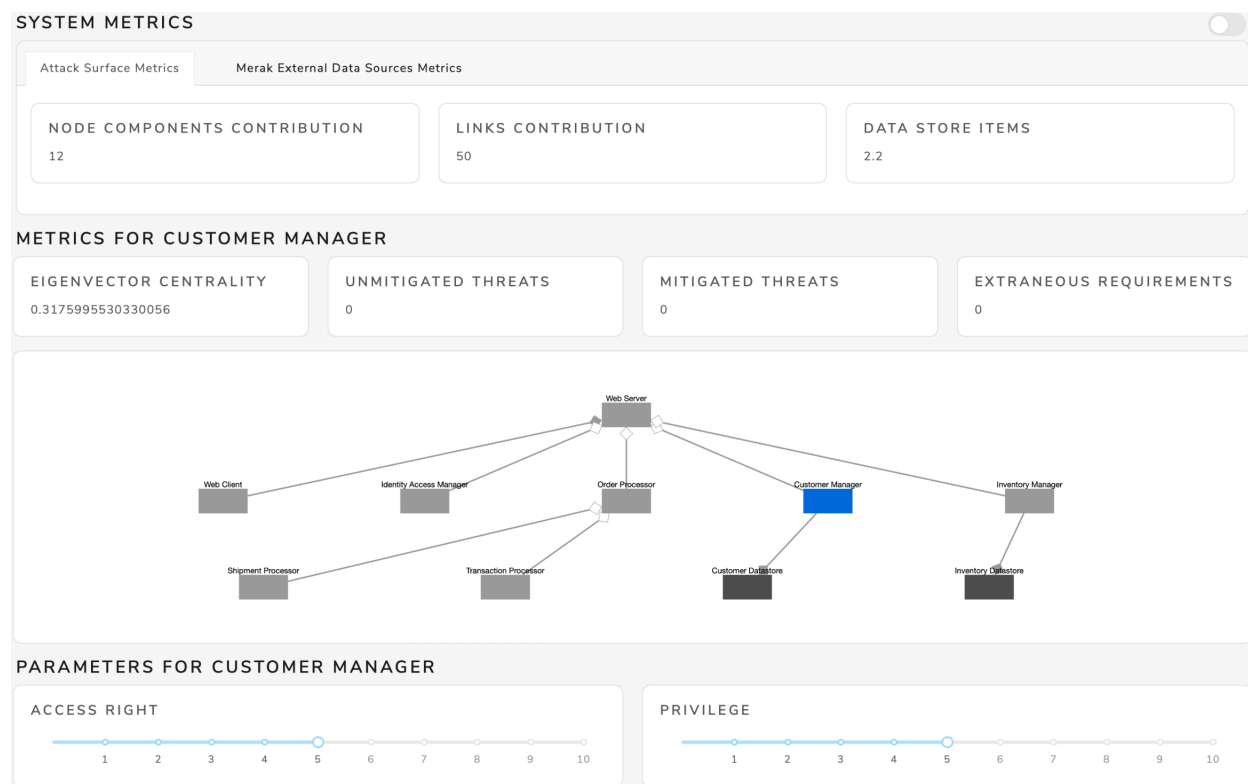 SYSTEM METRICS
Attack Surface Metrics Merak External Data Sources Metrics
NODE COMPONENTS CONTRIBUTION LINKS CONTRIBUTION DATA STORE ITEMS
12 50 2.2
METRICS FOR CUSTOMER MANAGER
EIGENVECTOR CENTRALITY UNMITIGATED THREATS MITIGATED THREATS EXTRANEOUS REQUIREMENTS
0.3175995530330056 0 0 0
Web Server
Web Client Identity Access Manager Order Processor Customer Manager Inventory Manager
Shipment Processor Transaction Processor Customer Datastore Inventory Datastore
PARAMETERS FOR CUSTOMER MANAGER
ACCESS RIGHT PRIVILEGE
1 2 3 4 5 6 7 8 9 10 1 2 3 4 5 6 7 8 9 10